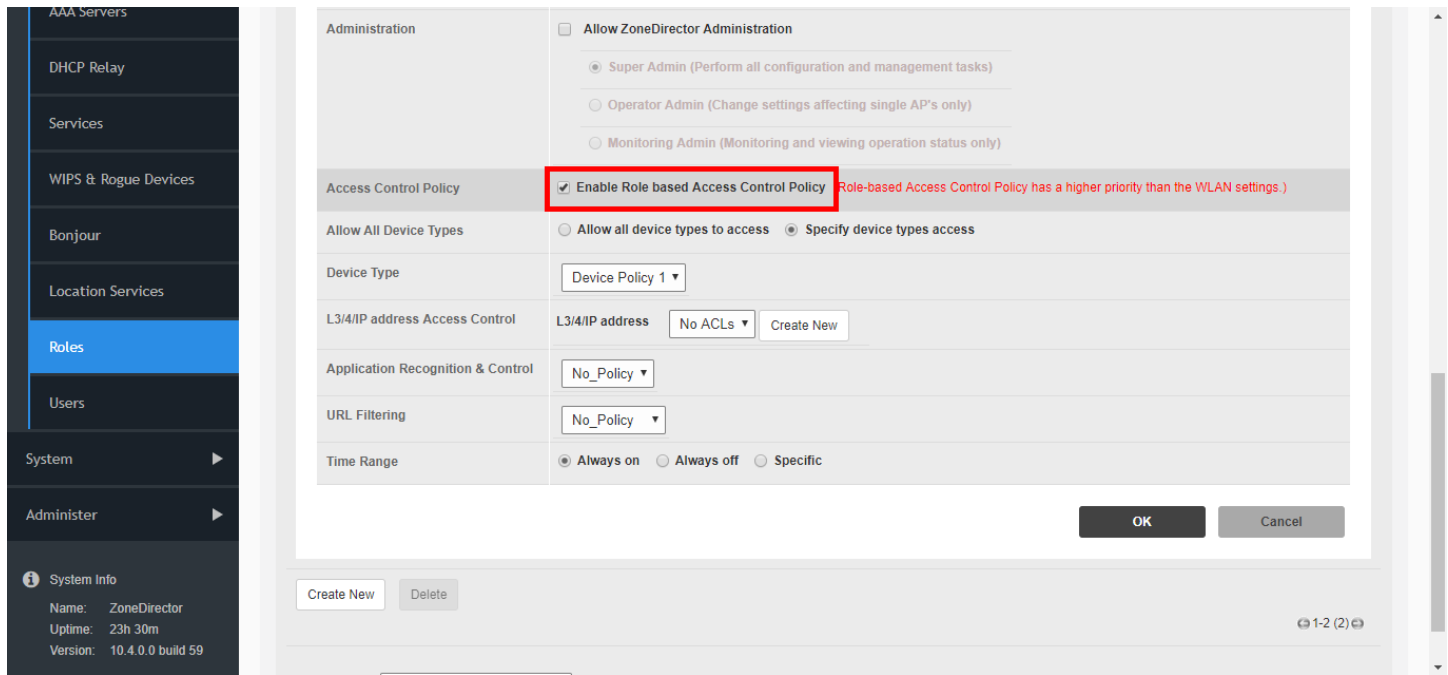 AAA Servers
DHCP Relay
Services
WIPS & Rogue Devices
Bonjour
Location Services
Roles
Users
System
Administer
System Info
Name: ZoneDirector
Uptime: 23h 30m
Version: 10.4.0.0 build 59
Administration
Allow ZoneDirector Administration
Super Admin (Perform all configuration and management tasks)
Operator Admin (Change settings affecting single AP's only)
Monitoring Admin (Monitoring and viewing operation status only)
Access Control Policy Enable Role based Access Control Policy Role-based Access Control Policy has a higher priority than the WLAN settings.)
Allow All Device Types Allow all device types to access Specify device types access
Device Type Device Policy 1
L3/4/IP address Access Control L3/4/IP address No ACLs Create New
Application Recognition & Control No_Policy
URL Filtering No_Policy
Time Range Always on Always off Specific
OK Cancel
Create New Delete
1-2 (2)